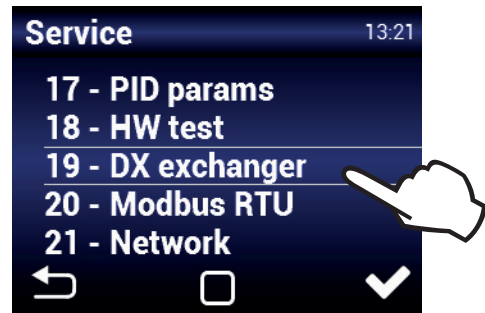 Service 13:21
17 - PID params
18 - HW test
19 - DX exchanger
20 - Modbus RTU
21 - Network